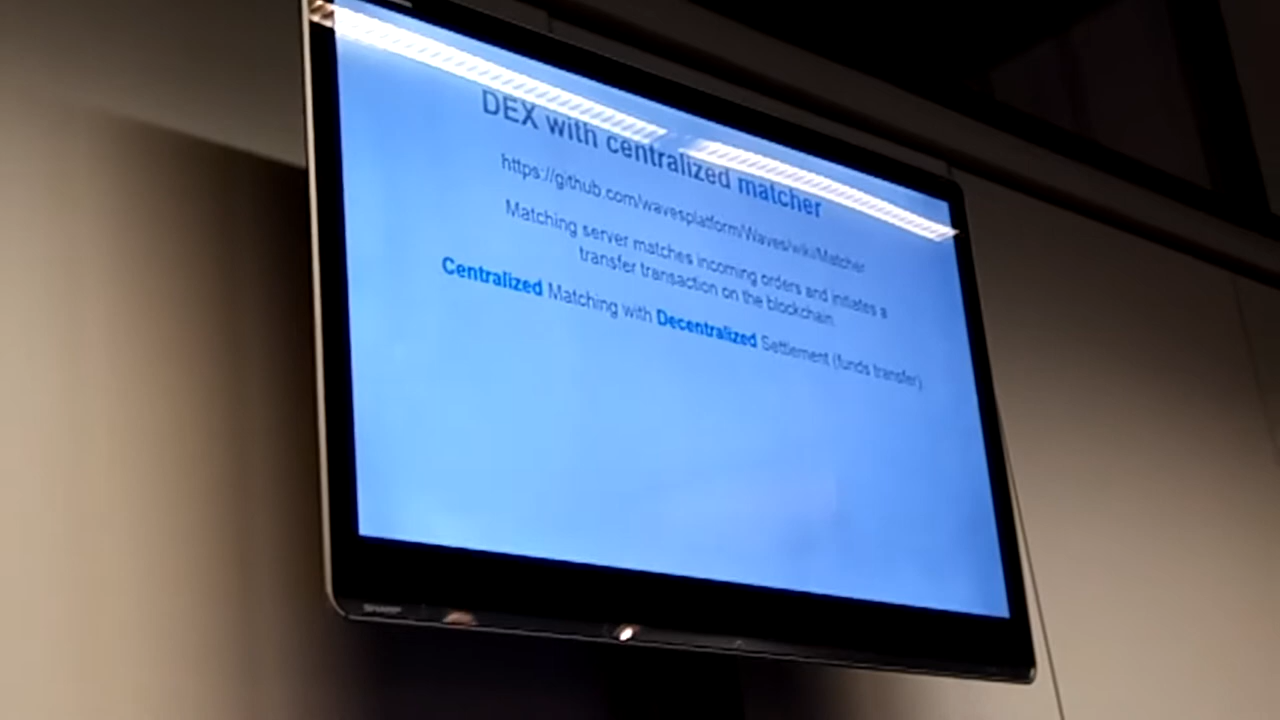 DEX with centralized matcher
https://github.com/wavesplatform/Waves/wiki/Matcher
Matching server matches incoming orders and initiates a
transfer transaction on the blockchain.
Centralized Matching with Decentralized Settlement (funds transfer)
SHARP